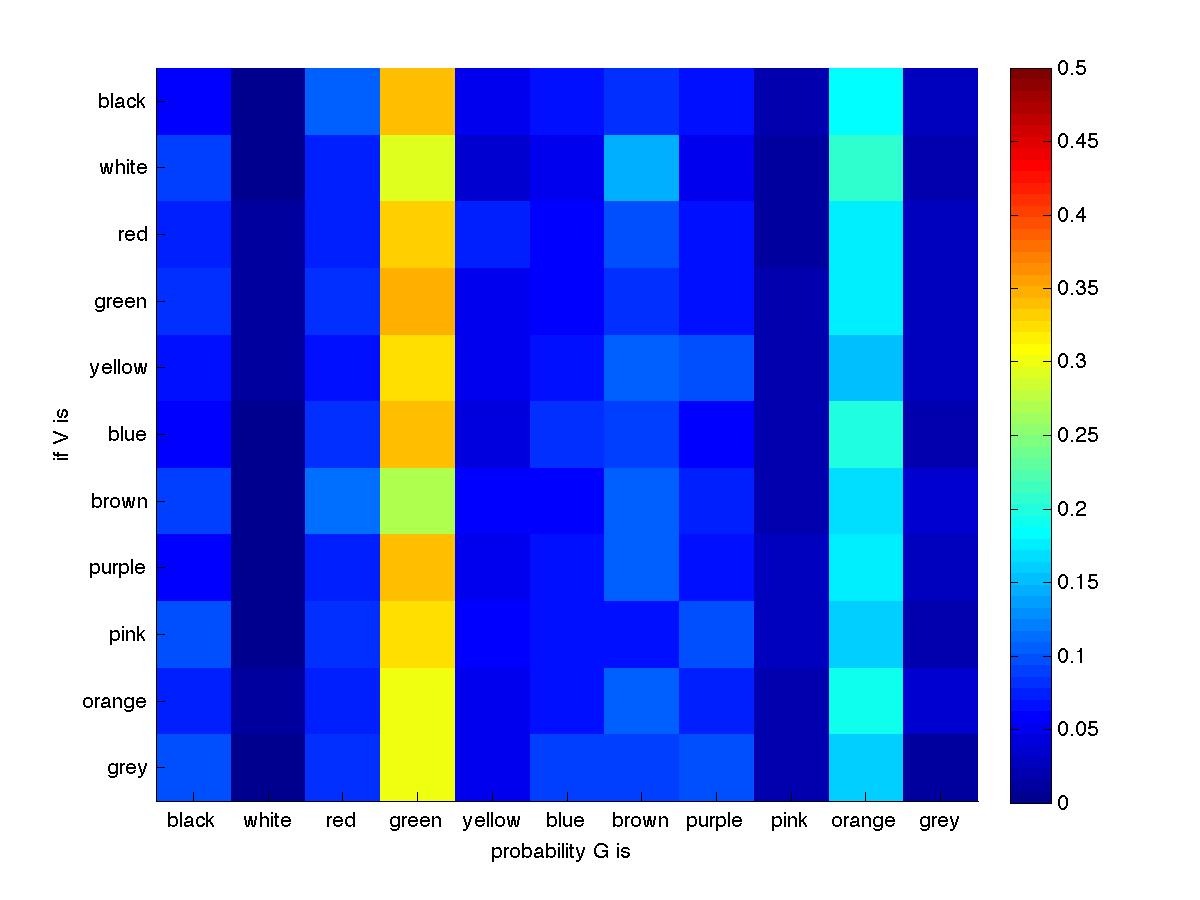 black
white
red
green
yellow
blue
brown
purple
pink
orange
grey
if V is
black white red green yellow blue brown purple pink orange grey
probability G is
0.5
0.45
0.4
0.35
0.3
0.25
0.2
0.15
0.1
0.05
0